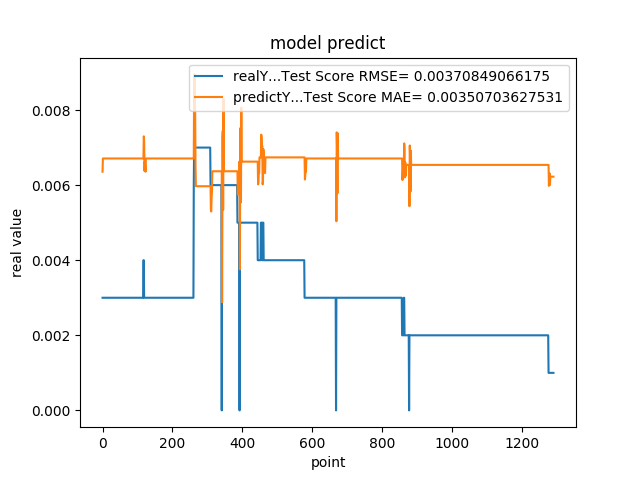 model predict
realY...Test Score RMSE= 0.00370849066175
predictY...Test Score MAE= 0.00350703627531
real value
0.008
0.006
0.004
0.002
0.000
0 200 400 600 800 1000 1200
point